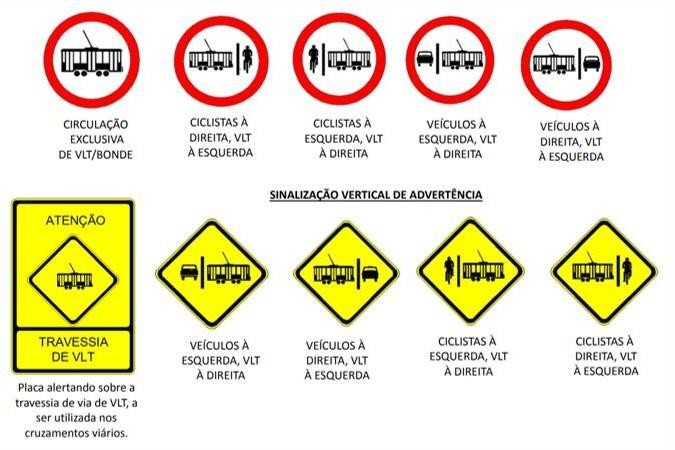 CIRCULAÇÃO
EXCLUSIVA
DE VLT/BONDE
CICLISTAS À
DIREITA, VLT
À ESQUERDA
CICLISTAS À
ESQUERDA, VLT
À DIREITA
VEÍCULOS À
ESQUERDA, VLT
À DIREITA
VEÍCULOS À
DIREITA, VLT
À ESQUERDA
SINALIZAÇÃO VERTICAL DE ADVERTÊNCIA
ATENÇÃO
TRAVESSIA
DE VLT
Placa alertando sobre a
travessia de via de VLT, a
ser utilizada nos
cruzamentos viários.
VEÍCULOS À
ESQUERDA, VLT
À DIREITA
VEÍCULOS À
DIREITA, VLT
À ESQUERDA
CICLISTAS À
ESQUERDA, VLT
À DIREITA
CICLISTAS À
DIREITA, VLT
À ESQUERDA